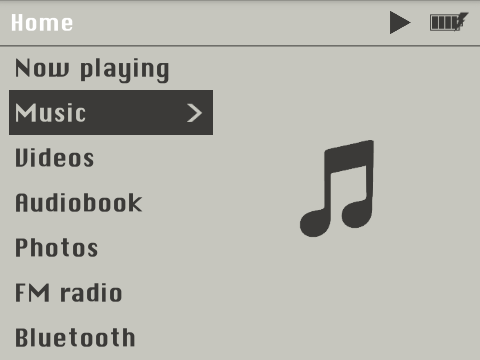 Home
Now playing
Music
Videos
Audiobook
Photos
FM radio
Bluetooth